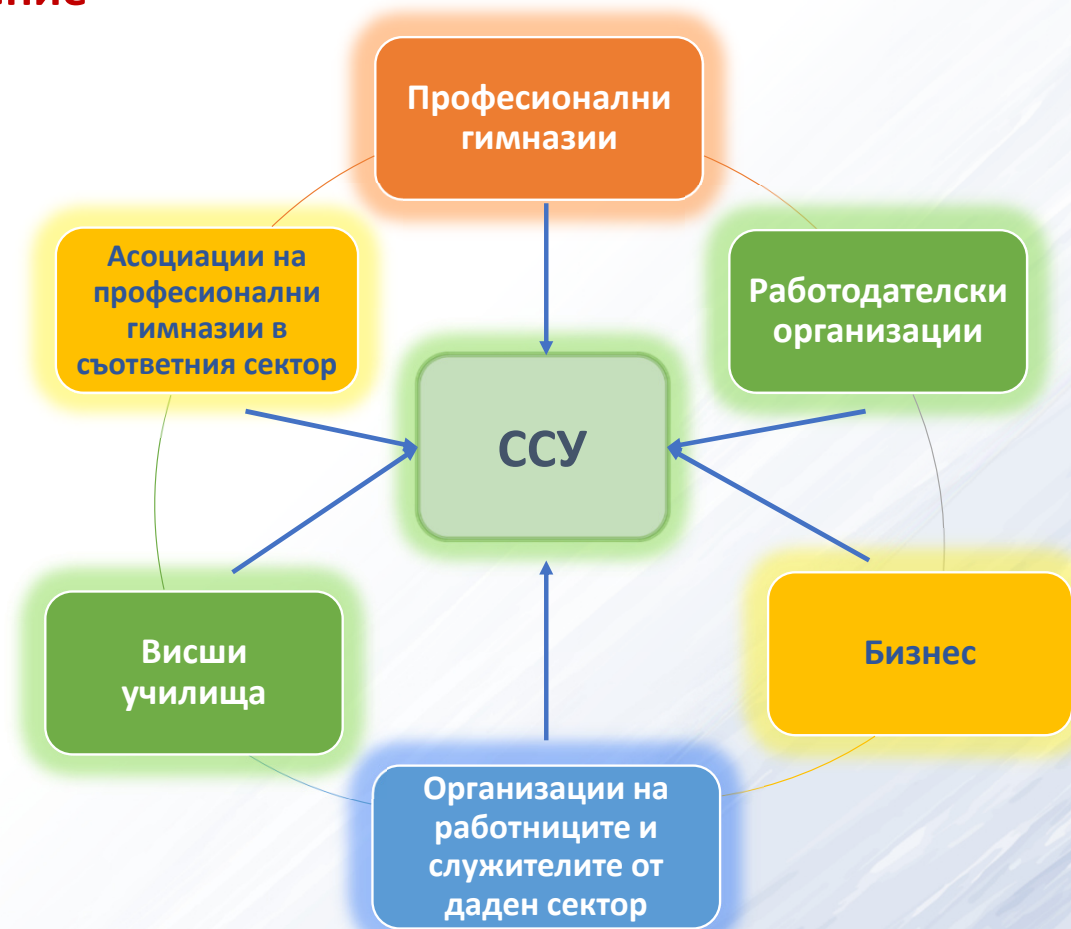 Професионални
гимназии
Асоциации на
професионални
гимназии в
съответния сектор
Работодателски
организации
ССУ
Висши
училища
Бизнес
Организации на
работниците и
служителите от
даден сектор